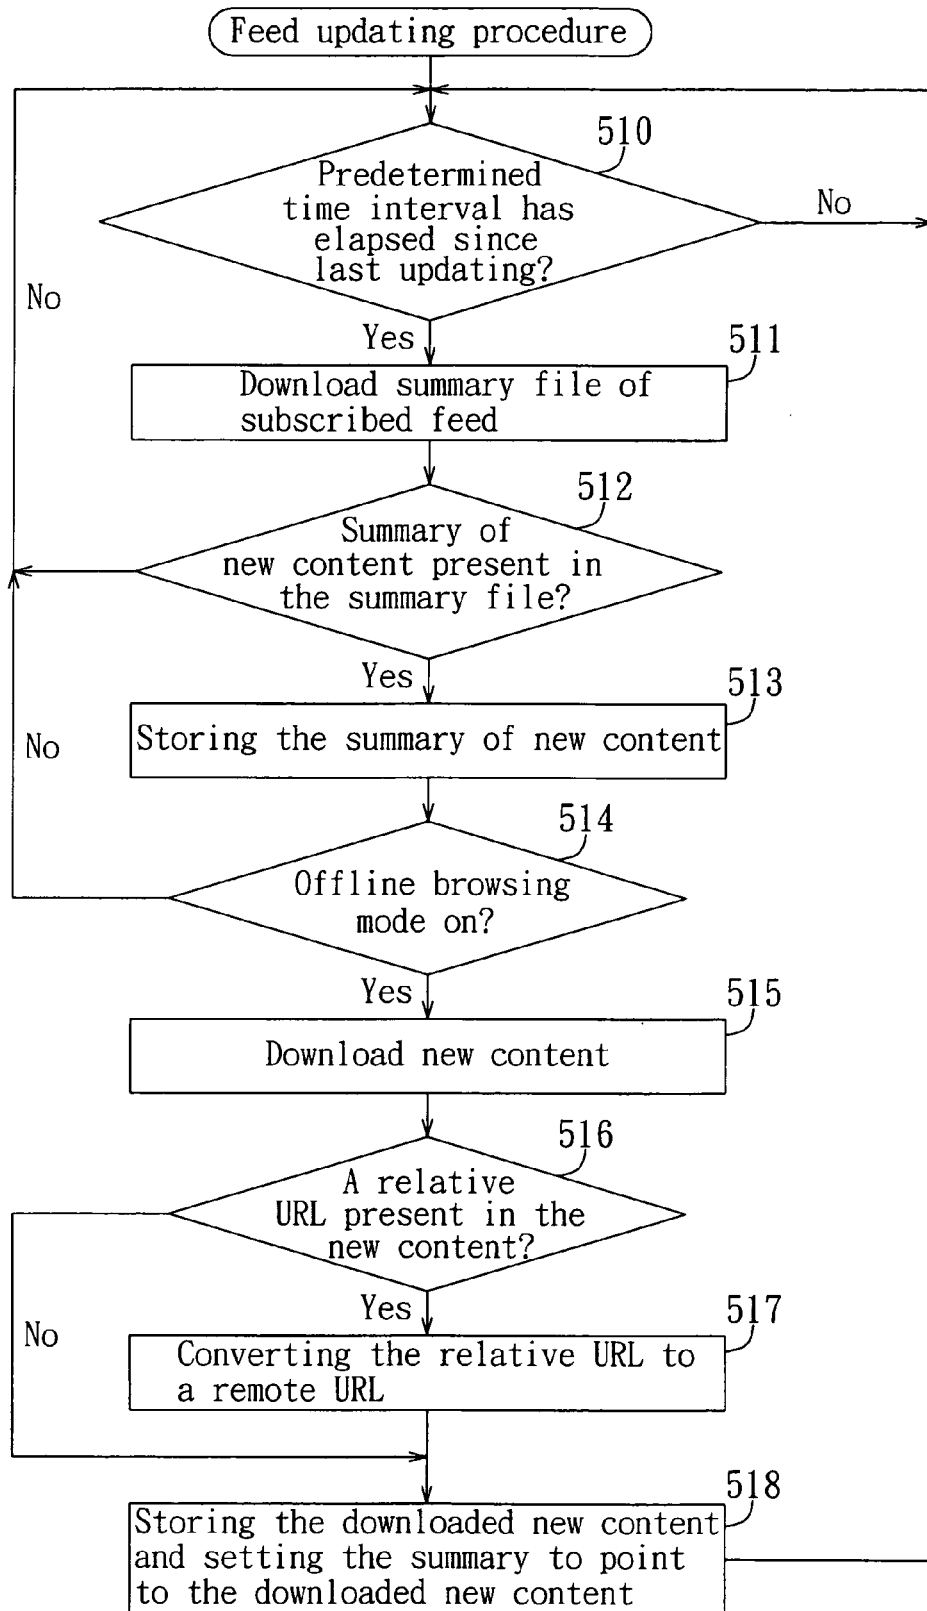 Feed updating procedure
510
Predetermined
time interval has
elapsed since
last updating?
No
No
Yes
511
Download summary file of
subscribed feed
512
Summary of
new content present in
the summary file?
Yes
513
Storing the summary of new content
No
514
Offline browsing
mode on?
Yes
515
Download new content
516
A relative
URL present in the
new content?
Yes
517
No
Converting the relative URL to
a remote URL
518
Storing the downloaded new content
and setting the summary to point
to the downloaded new content